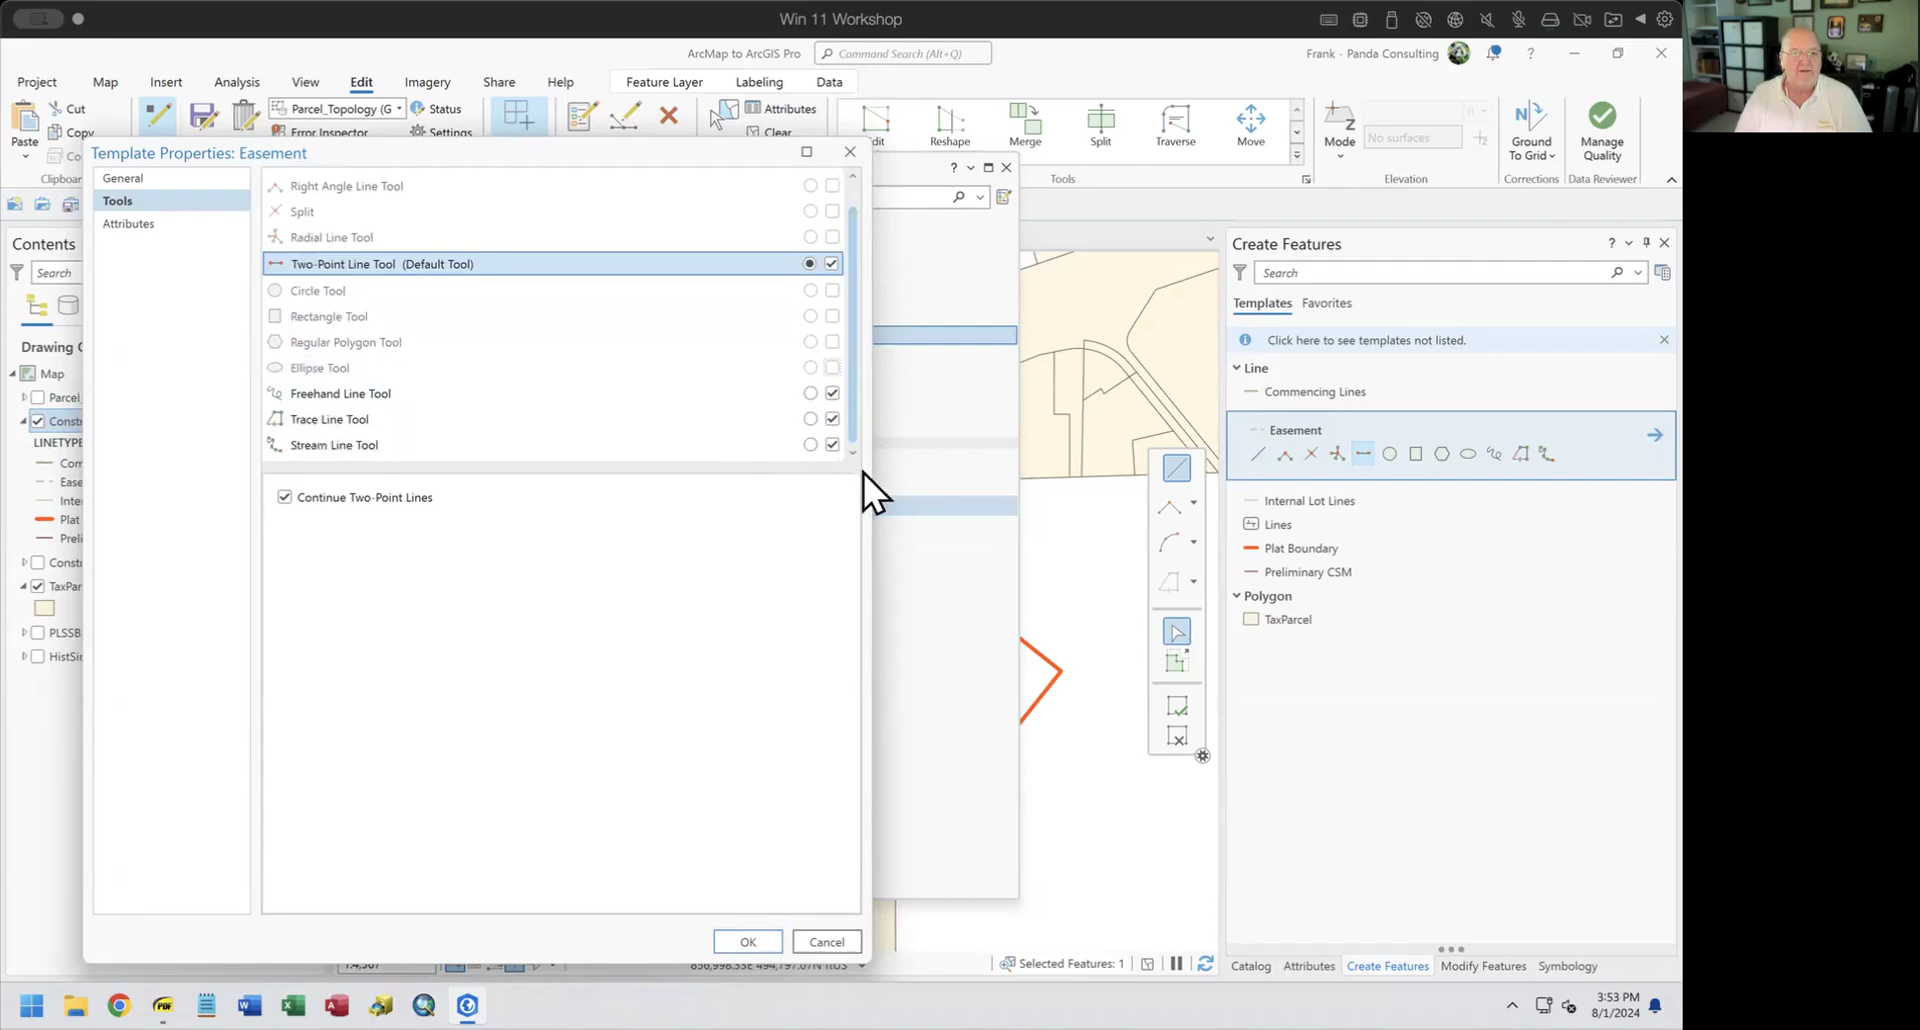 Win 11 Workshop
ArcMap to ArcGIS Pro
Command Search (Alt+Q)
Frank - Panda Consulting
?
Project Map Insert Analysis View Edit Imagery Share Help Feature Layer Labeling Data
Cut
Copy
Paste
Parcel_Topology (G
Status
Error Inspector
Settings
Attributes
Clear
Edit
Reshape
Merge
Split
Traverse
Move
Mode
No surfaces
Ground To Grid
Manage Quality
Clipboar
Tools
Elevation
Corrections
Data Reviewer
Template Properties: Easement
General
Tools
Attributes
Right Angle Line Tool
Split
Radial Line Tool
Two-Point Line Tool (Default Tool)
Circle Tool
Rectangle Tool
Regular Polygon Tool
Ellipse Tool
Freehand Line Tool
Trace Line Tool
Stream Line Tool
Continue Two-Point Lines
OK
Cancel
Contents
Search
Drawing C
Map
Parcel
Constr
LINETYPE
Com
Ease
Inter
Plat
Preli
Constr
TaxPar
PLSSB
HistSi
Create Features
?
Search
Templates Favorites
Click here to see templates not listed.
Line
Commencing Lines
Easement
Internal Lot Lines
Lines
Plat Boundary
Preliminary CSM
Polygon
TaxParcel
Selected Features: 1
Catalog Attributes Create Features Modify Features Symbology
3:53 PM
8/1/2024